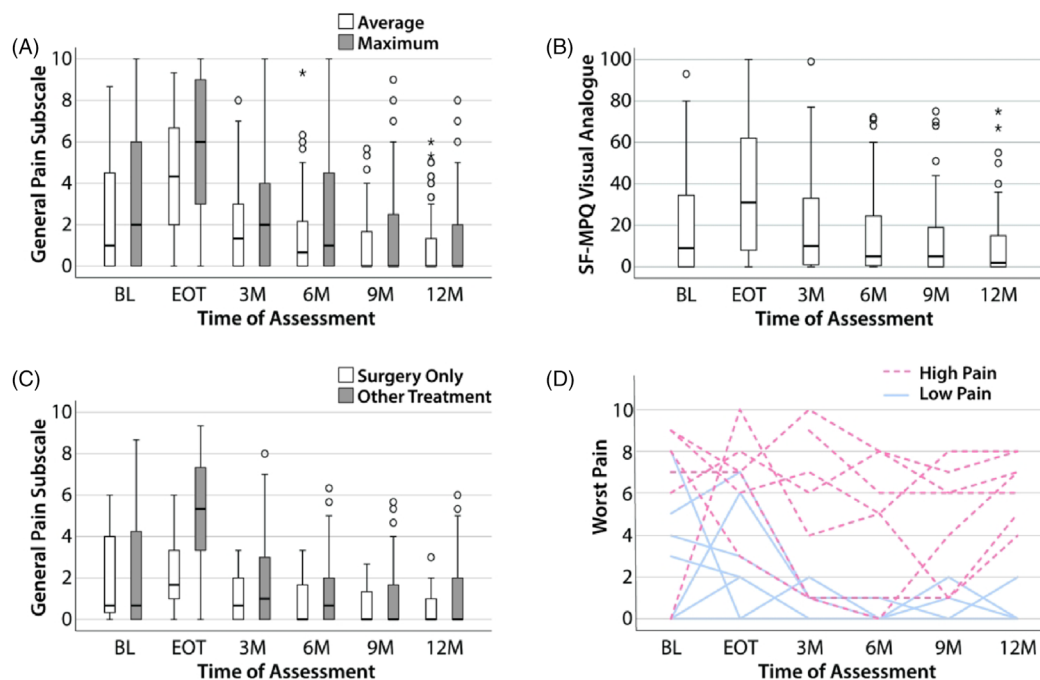 (A)
Average
Maximum
General Pain Subscale
10
8
6
4
2
0
BL EOT 3M 6M 9M 12M
Time of Assessment
(B)
SF-MPQ Visual Analogue
100
80
60
40
20
0
BL EOT 3M 6M 9M 12M
Time of Assessment
(C)
Surgery Only
Other Treatment
General Pain Subscale
10
8
6
4
2
0
BL EOT 3M 6M 9M 12M
Time of Assessment
(D)
High Pain
Low Pain
Worst Pain
10
8
6
4
2
0
BL EOT 3M 6M 9M 12M
Time of Assessment